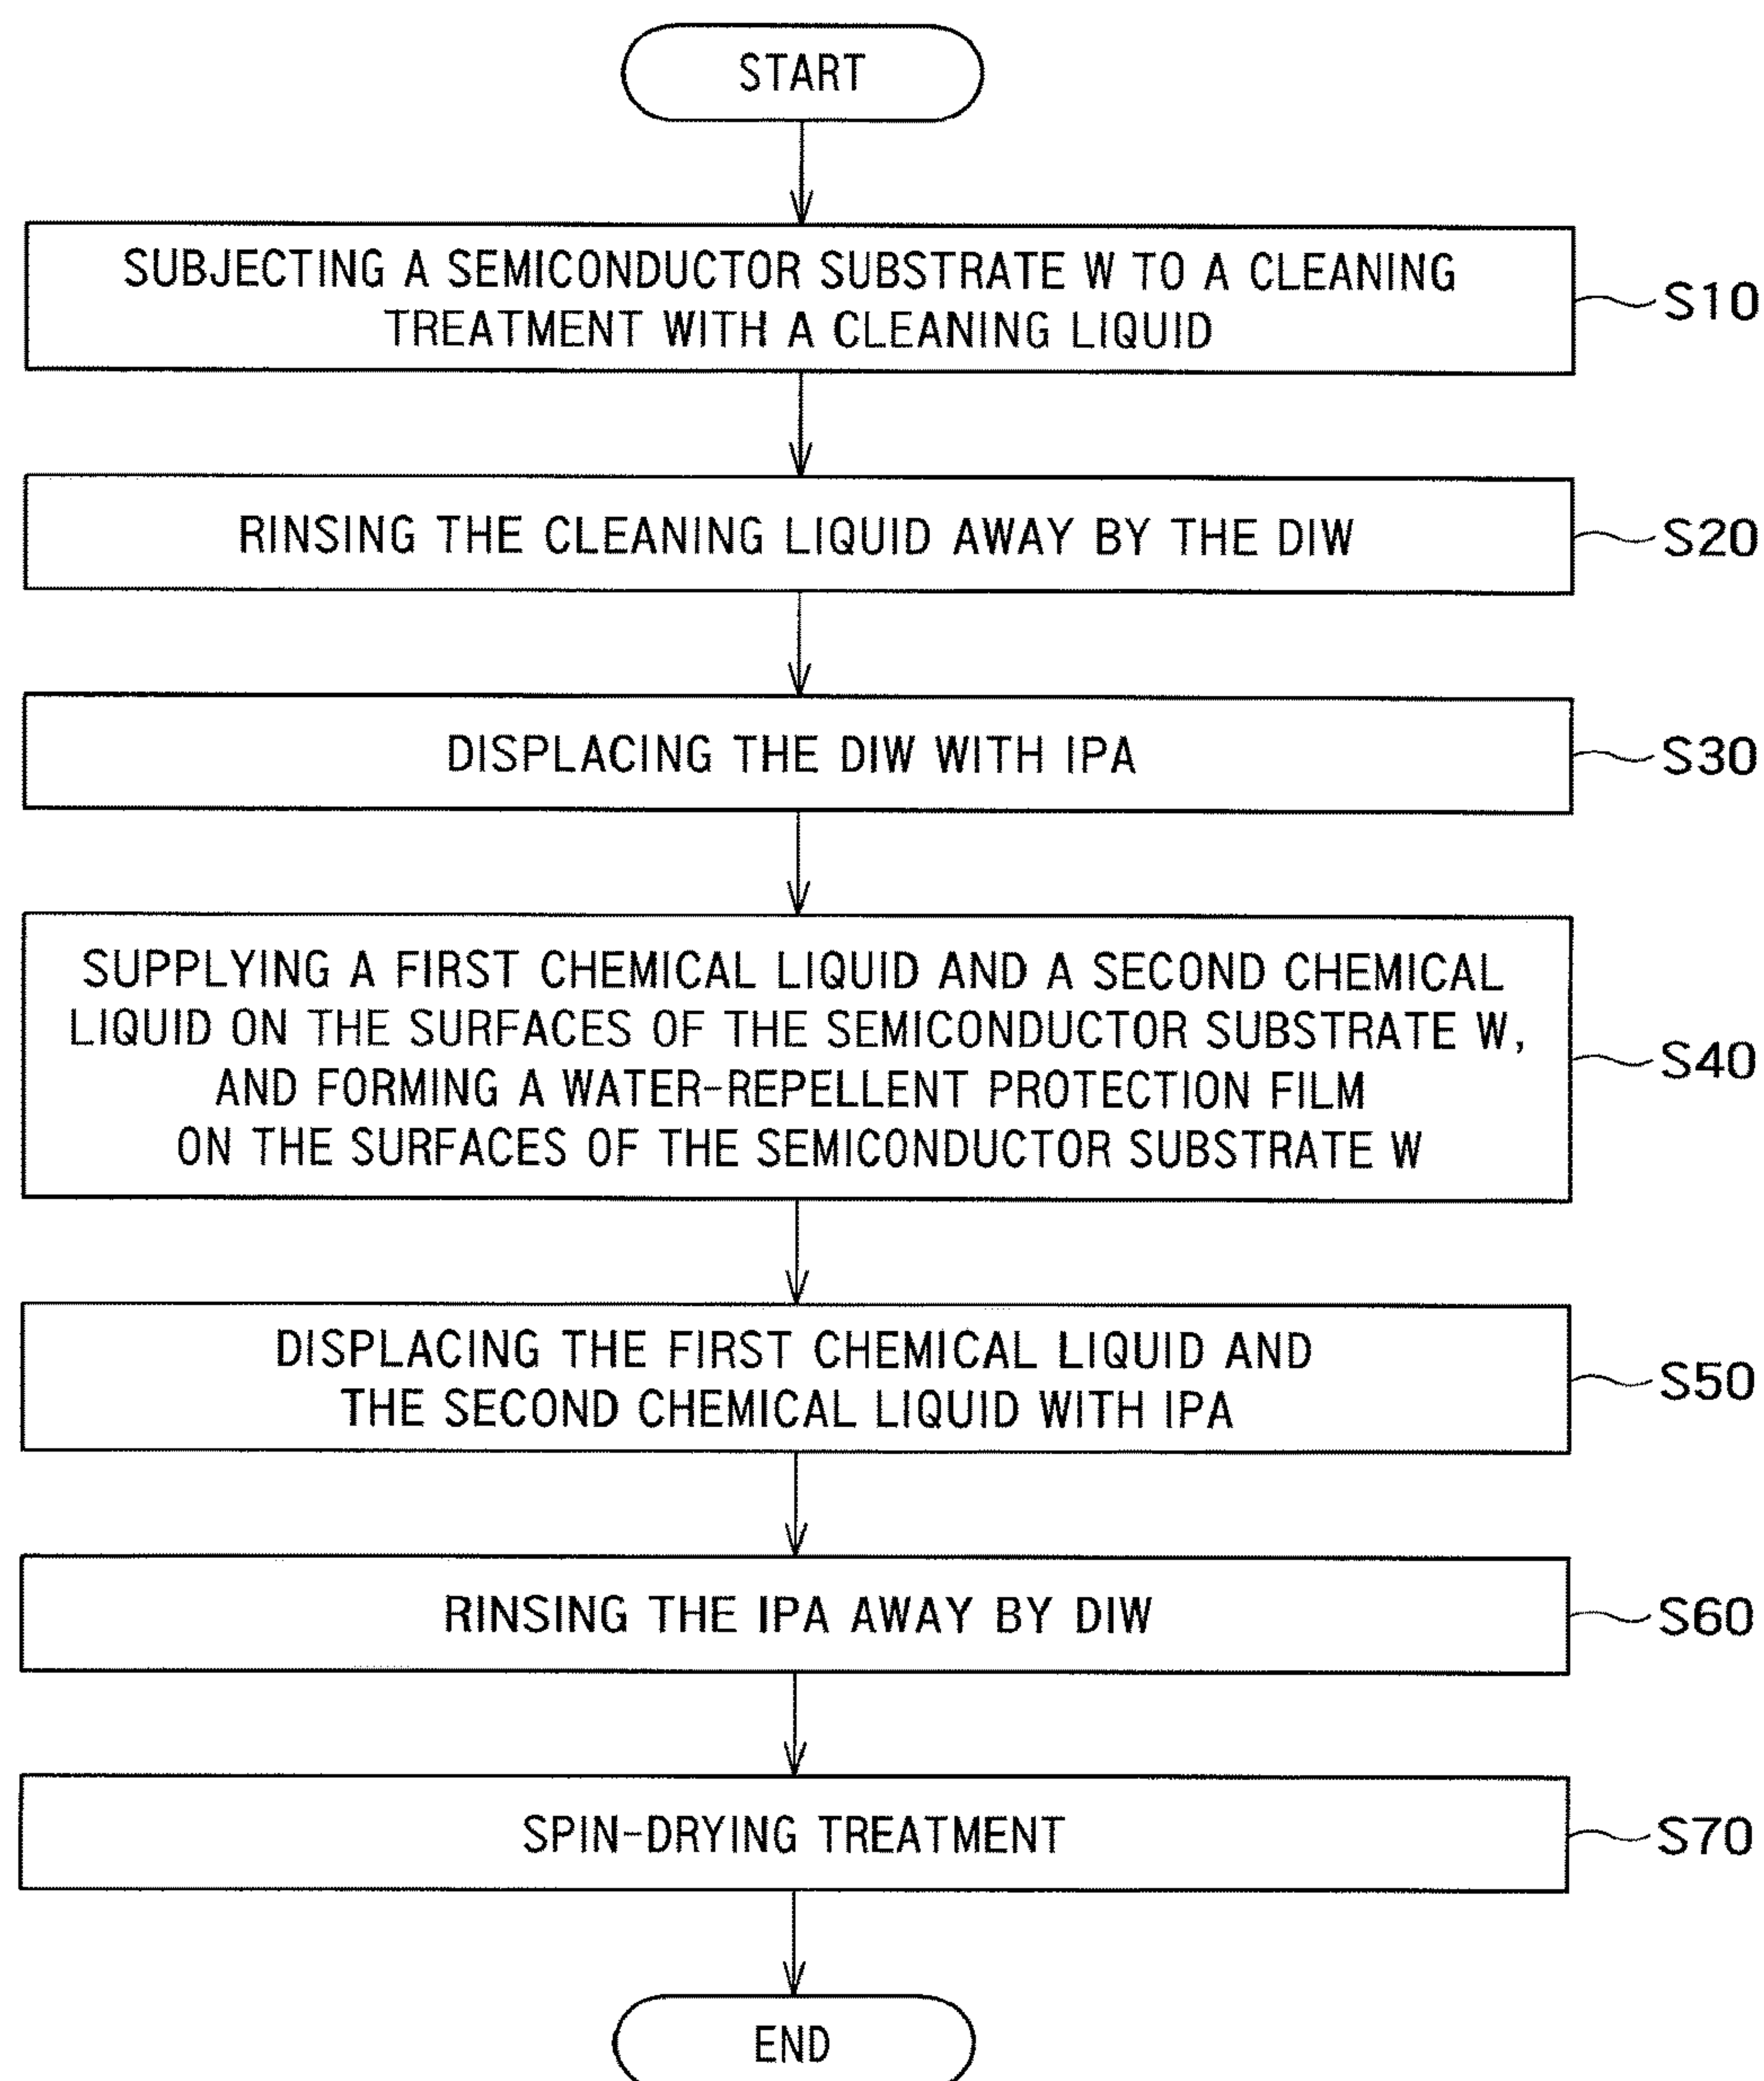 START
SUBJECTING A SEMICONDUCTOR SUBSTRATE W TO A CLEANING
TREATMENT WITH A CLEANING LIQUID
S10
RINSING THE CLEANING LIQUID AWAY BY THE DIW
S20
DISPLACING THE DIW WITH IPA
S30
SUPPLYING A FIRST CHEMICAL LIQUID AND A SECOND CHEMICAL
LIQUID ON THE SURFACES OF THE SEMICONDUCTOR SUBSTRATE W,
AND FORMING A WATER-REPELLENT PROTECTION FILM
ON THE SURFACES OF THE SEMICONDUCTOR SUBSTRATE W
S40
DISPLACING THE FIRST CHEMICAL LIQUID AND
THE SECOND CHEMICAL LIQUID WITH IPA
S50
RINSING THE IPA AWAY BY DIW
S60
SPIN-DRYING TREATMENT
S70
END